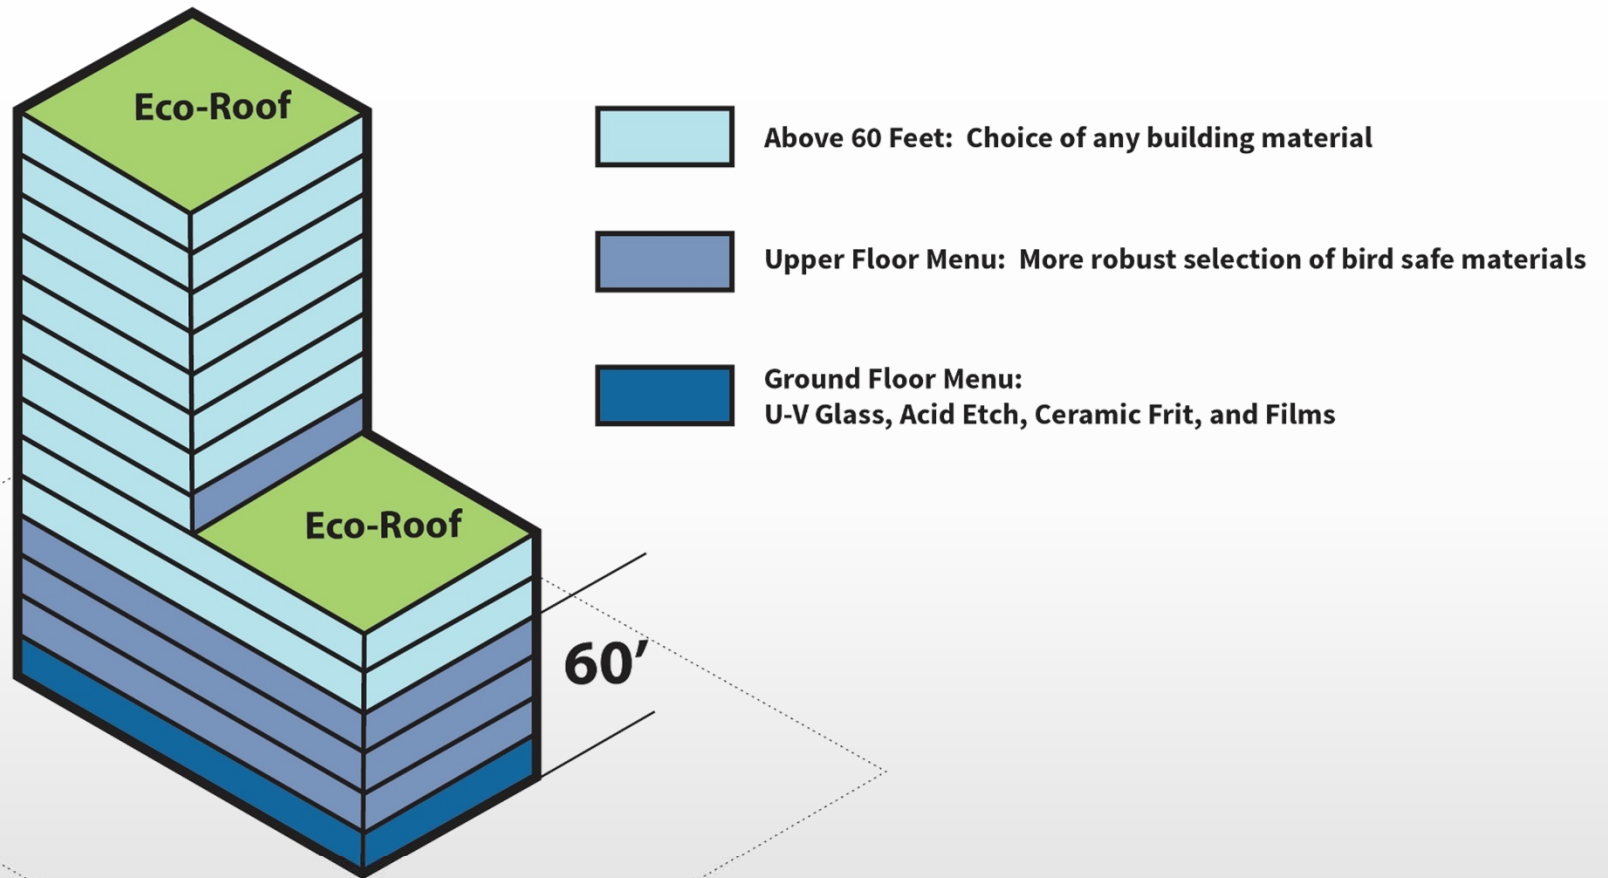 Eco-Roof
Above 60 Feet:  Choice of any building material
Upper Floor Menu:  More robust selection of bird safe materials
Ground Floor Menu:
U-V Glass, Acid Etch, Ceramic Frit, and Films
Eco-Roof
60’